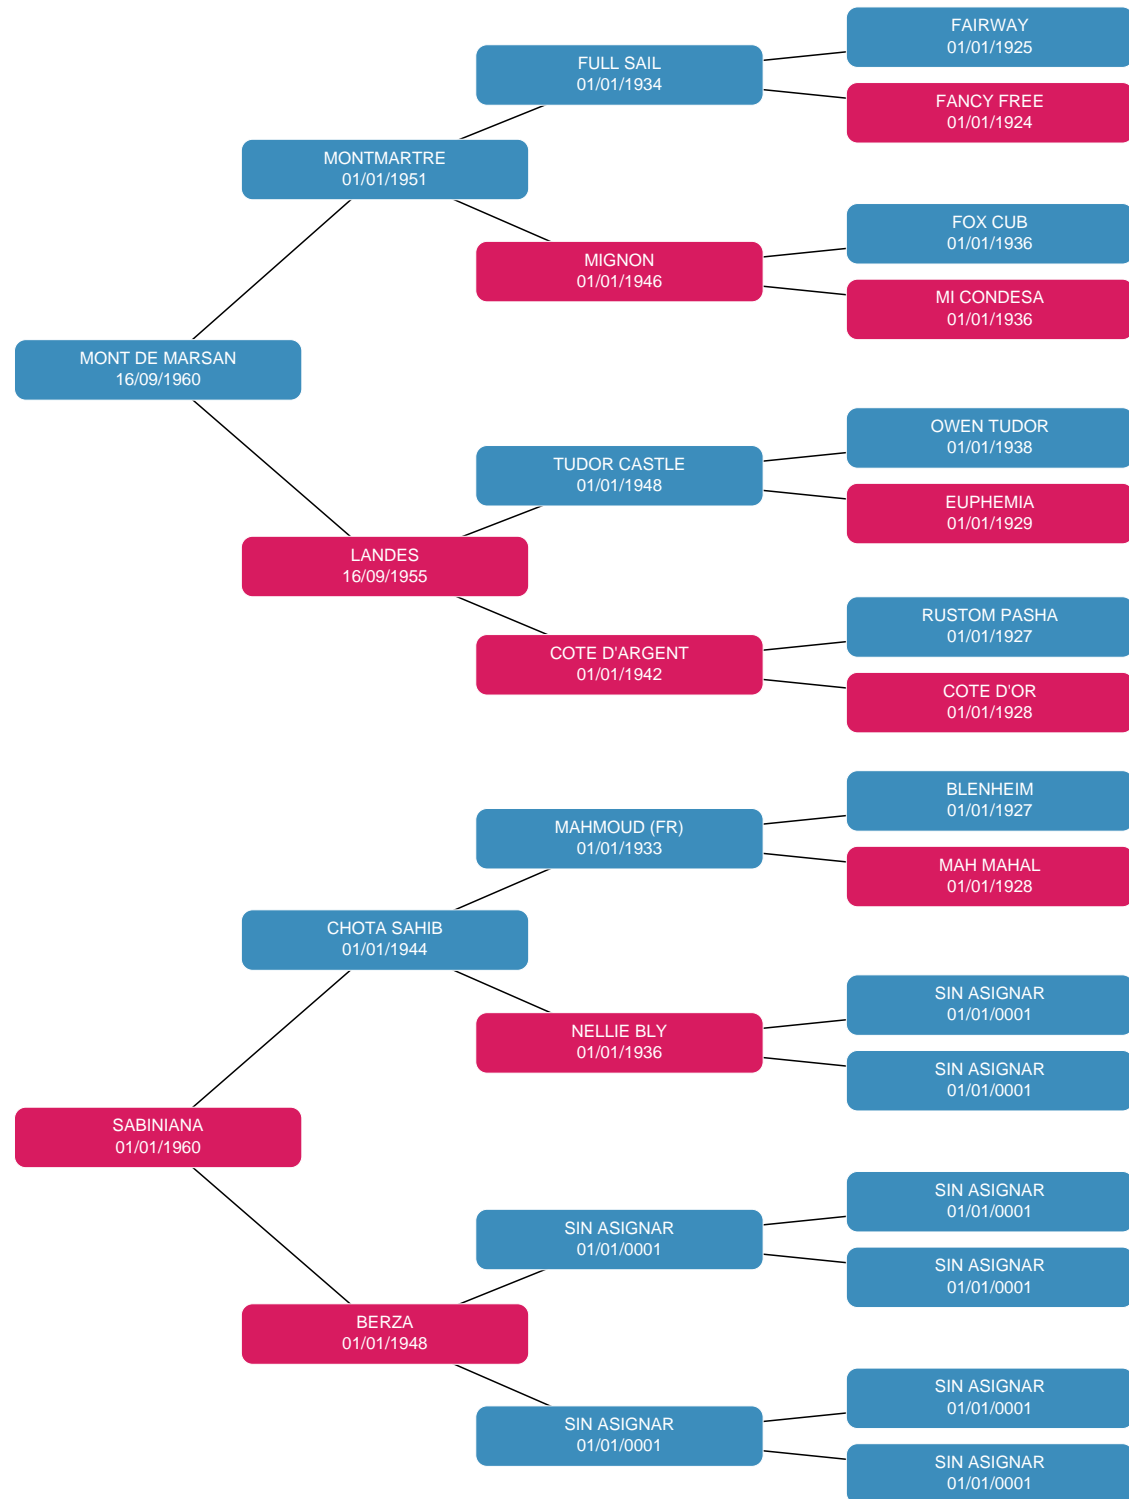 FAIRWAY
01/01/1925
FULL SAIL
01/01/1934
FANCY FREE
01/01/1924
MONTMARTRE
01/01/1951
FOX CUB
01/01/1936
MIGNON
01/01/1946
MI CONDESA
01/01/1936
MONT DE MARSAN
16/09/1960
OWEN TUDOR
01/01/1938
TUDOR CASTLE
01/01/1948
EUPHEMIA
01/01/1929
LANDES
16/09/1955
RUSTOM PASHA
01/01/1927
COTE D'ARGENT
01/01/1942
COTE D'OR
01/01/1928
BLENHEIM
01/01/1927
MAHMOUD (FR)
01/01/1933
MAH MAHAL
01/01/1928
CHOTA SAHIB
01/01/1944
SIN ASIGNAR
01/01/0001
NELLIE BLY
01/01/1936
SIN ASIGNAR
01/01/0001
SABINIANA
01/01/1960
SIN ASIGNAR
01/01/0001
SIN ASIGNAR
01/01/0001
SIN ASIGNAR
01/01/0001
BERZA
01/01/1948
SIN ASIGNAR
01/01/0001
SIN ASIGNAR
01/01/0001
SIN ASIGNAR
01/01/0001